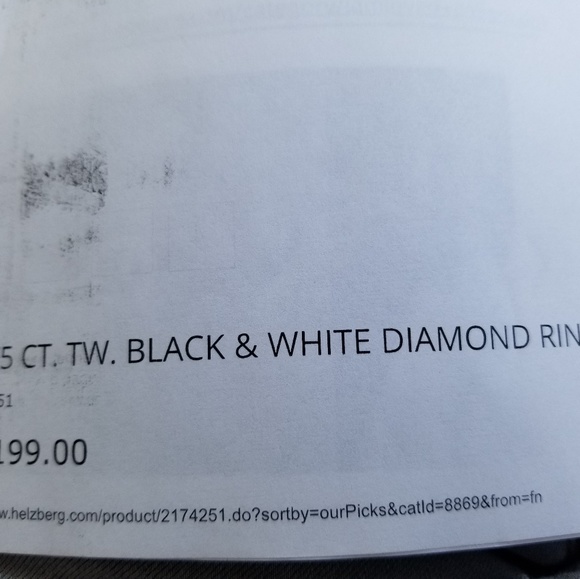 5 CT. TW. BLACK & WHITE DIAMOND RIN
51
199.00
w.helzberg.com/product/2174251.do?sortby=ourPicks&catId=8869&from=fn